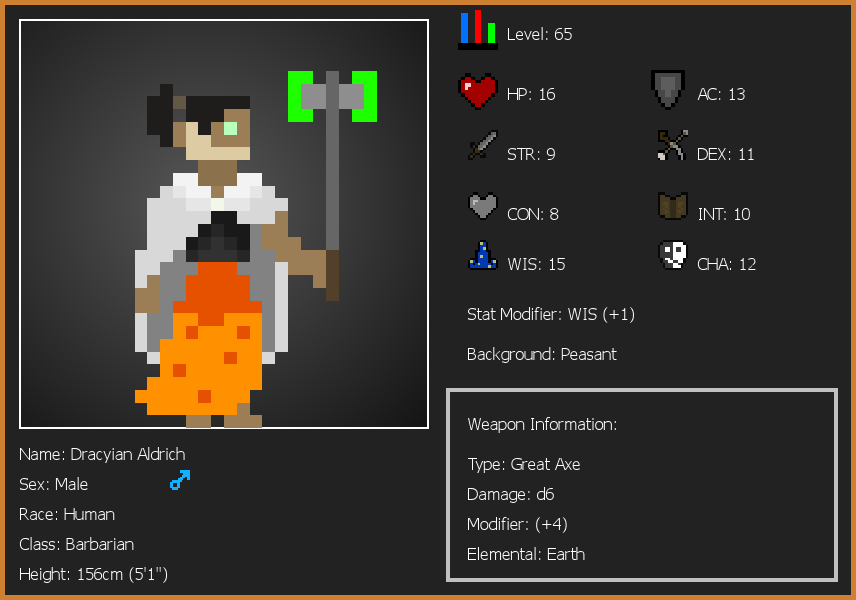 Level: 65
HP: 16
AC: 13
STR: 9
DEX: 11
CON: 8
INT: 10
WIS: 15
CHA: 12
Stat Modifier: WIS (+1)
Background: Peasant
Weapon Information:
Type: Great Axe
Damage: d6
Modifier: (+4)
Elemental: Earth
Name: Dracyian Aldrich
Sex: Male
Race: Human
Class: Barbarian
Height: 156cm (5'1")